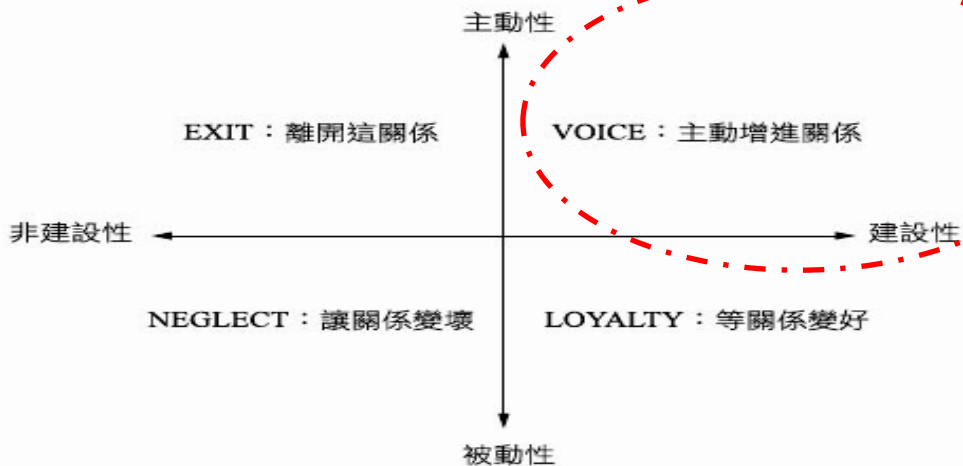 主動性
EXIT：離開這關係
VOICE：主動增進關係
非建設性
建設性
NEGLECT：讓關係變壞
LOYALTY：等關係變好
被動性